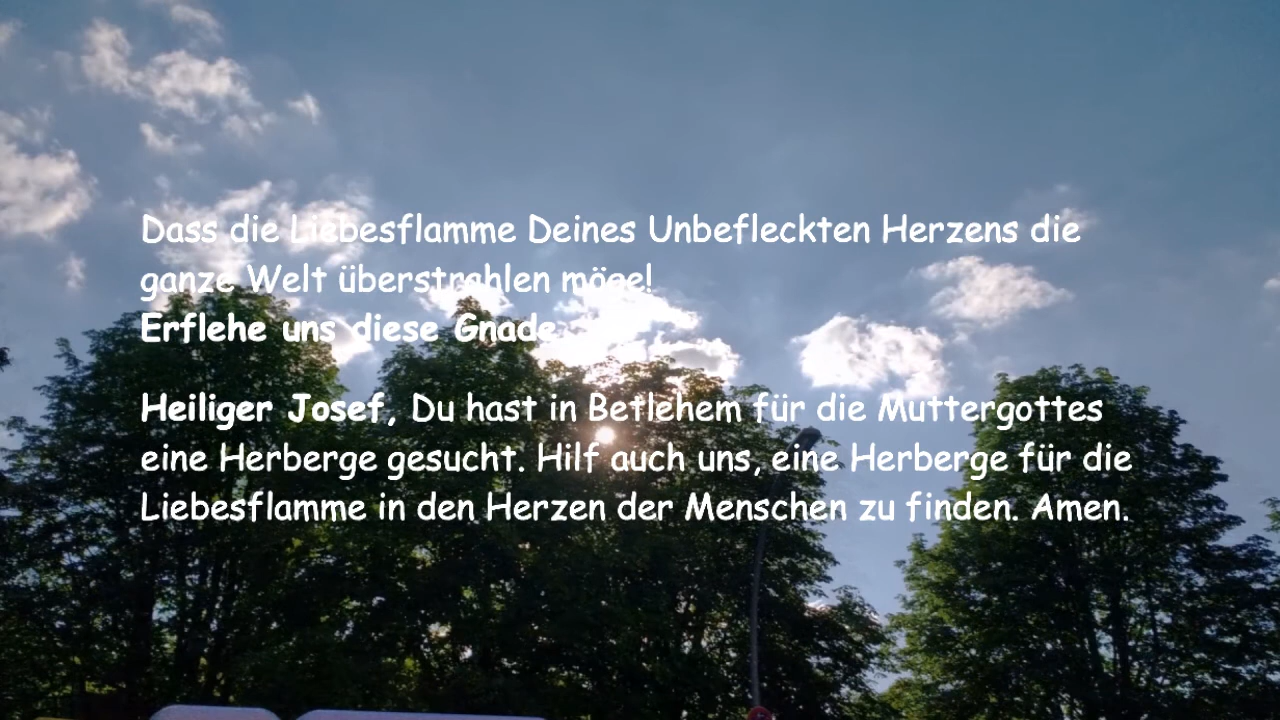 Dass die Liebesflamme Deines Unbefleckten Herzens die
ganze Welt überstrahlen möge!
Erflehe uns diese Gnade
Heiliger Josef, Du hast in Betlehem für die Muttergottes
eine Herberge gesucht. Hilf auch uns, eine Herberge für die
Liebesflamme in den Herzen der Menschen zu finden. Amen.